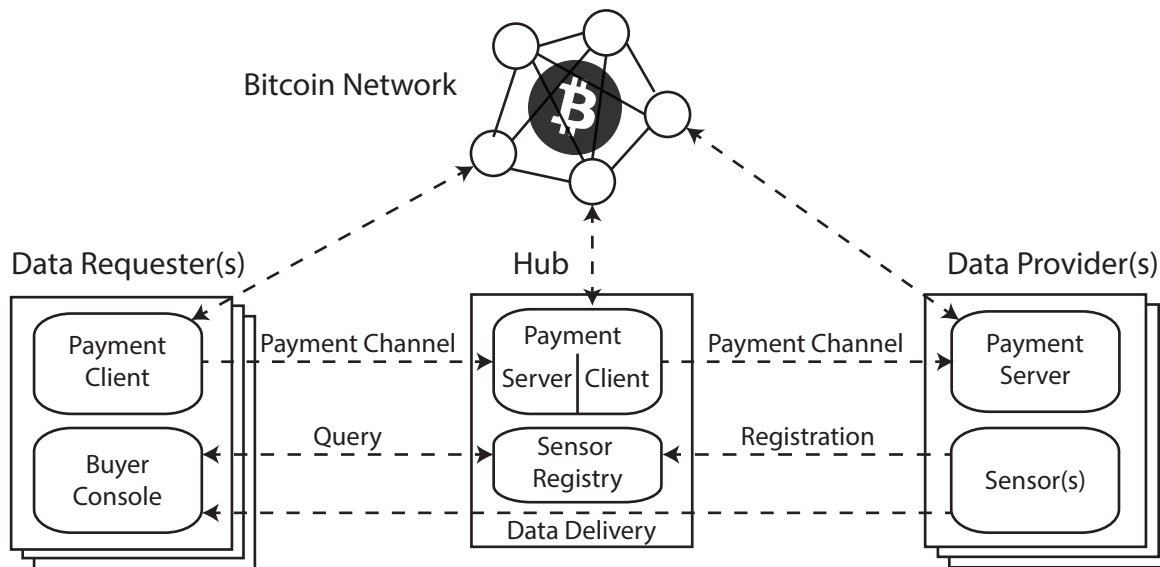 Bitcoin Network
Data Requester(s)
Hub
Data Provider(s)
Payment
Client
Payment Channel
Payment
Server
Client
Payment Channel
Payment
Server
Buyer
Console
Query
Sensor
Registry
Registration
Sensor(s)
Data Delivery